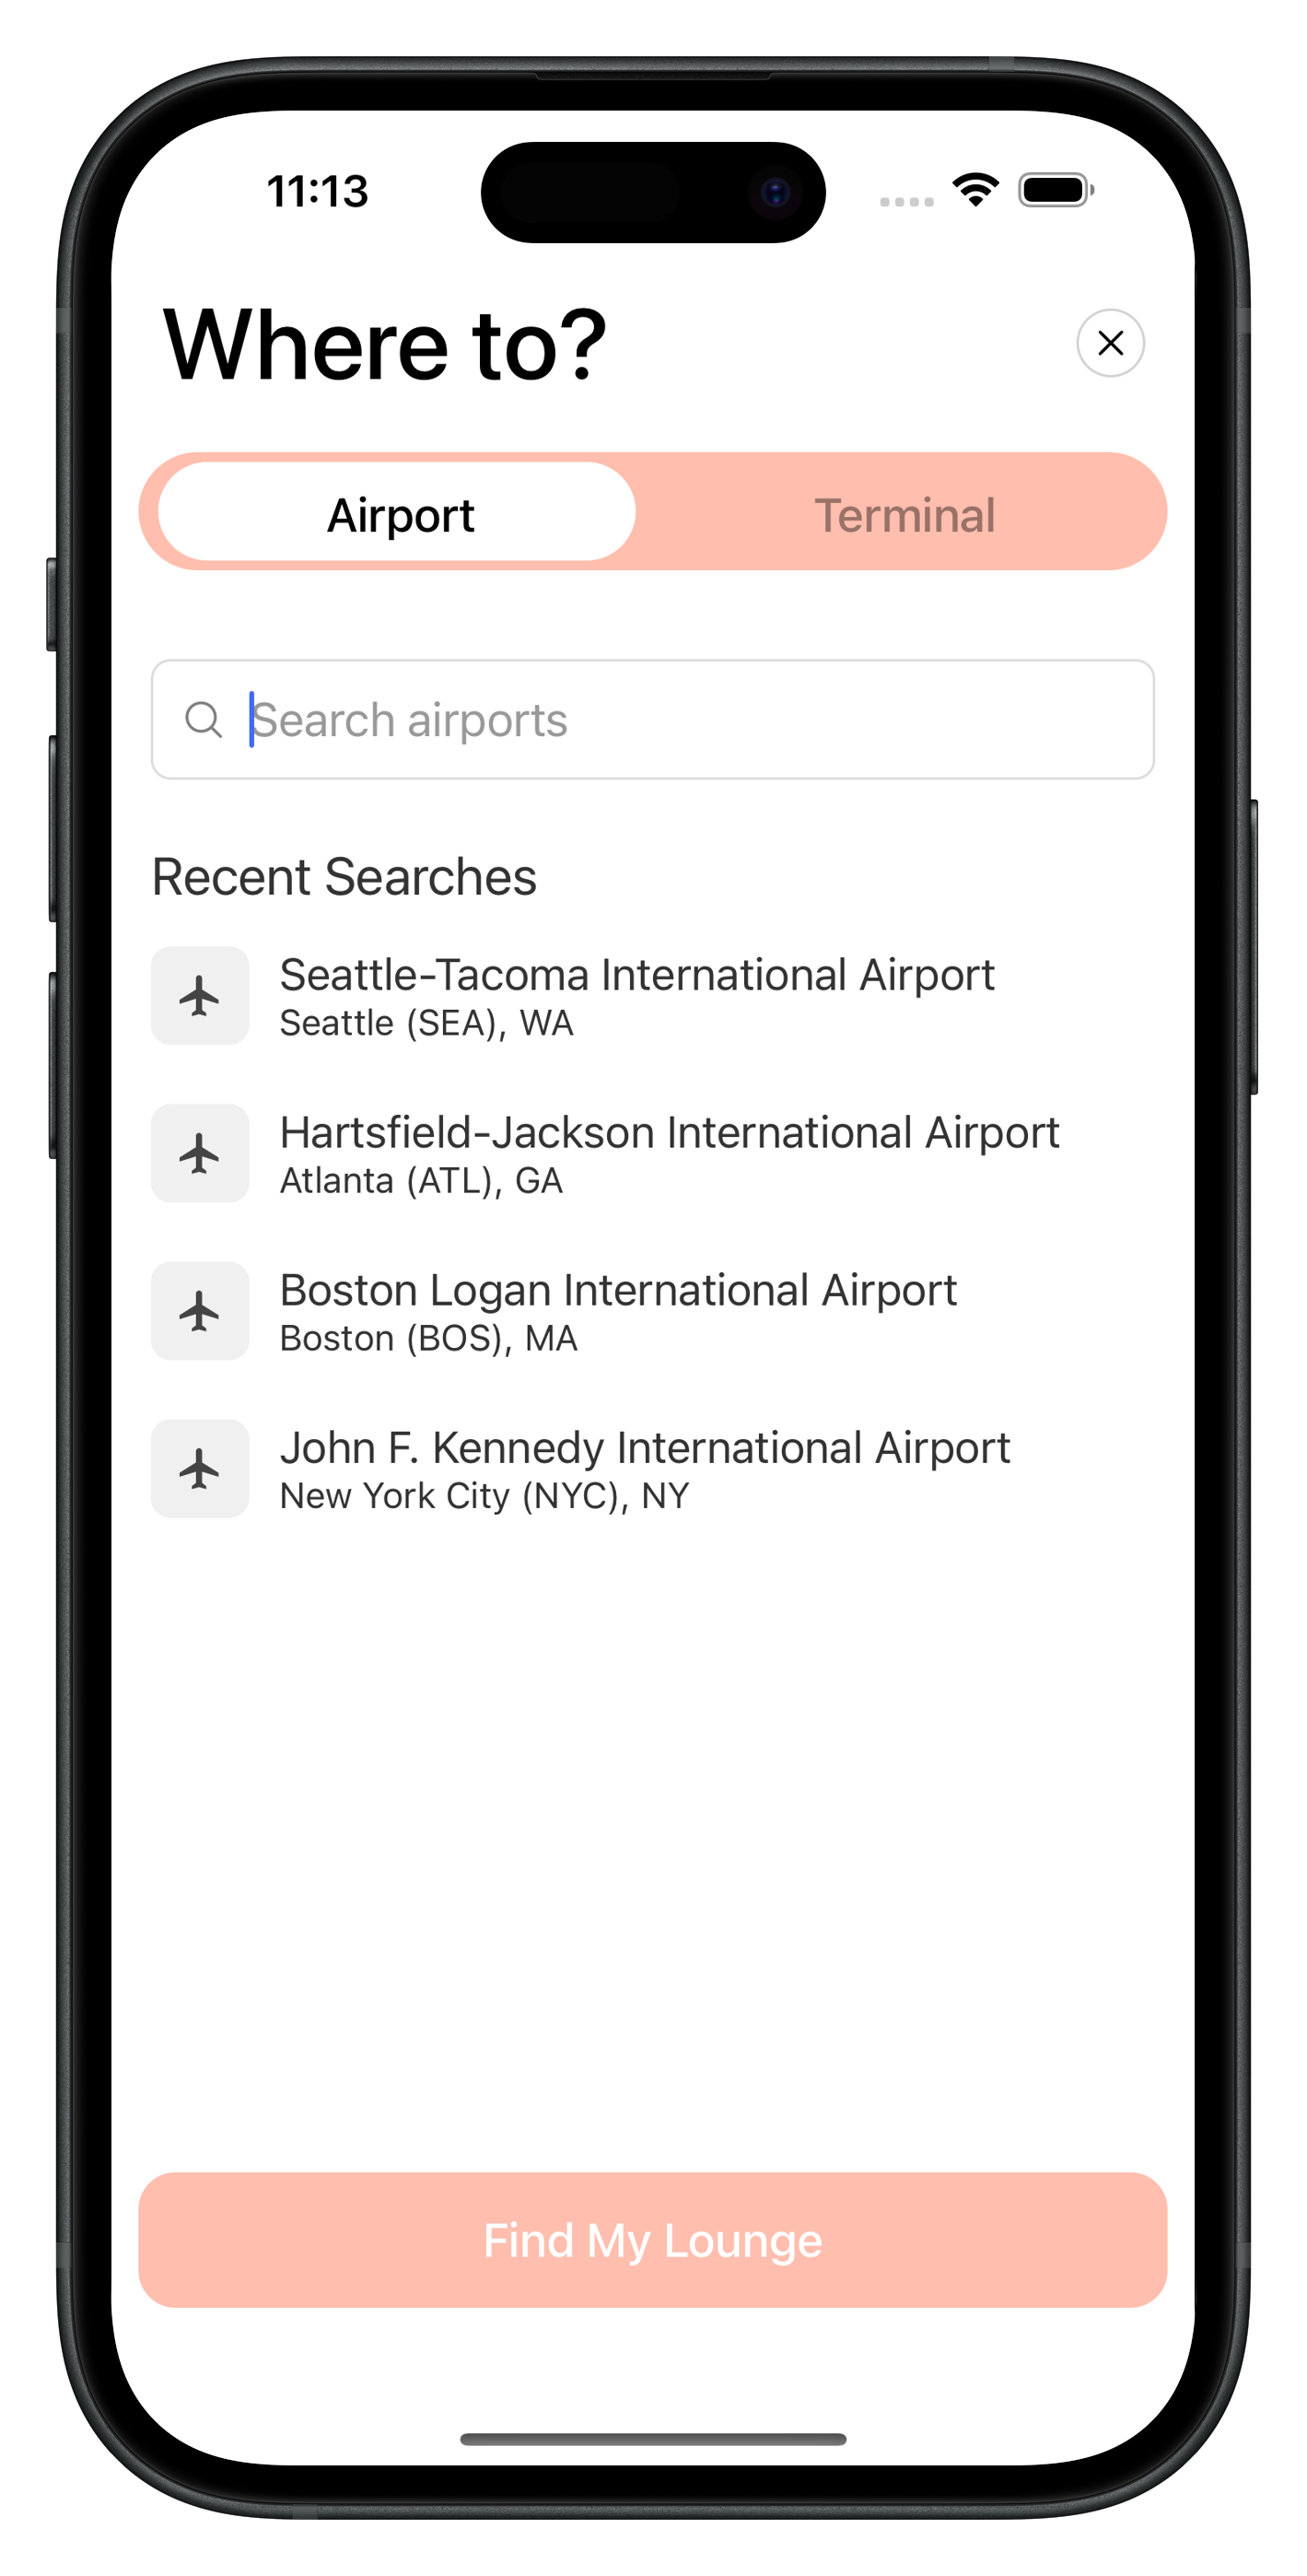 11:13
Where to?
Airport
Terminal
Search airports
Recent Searches
Seattle-Tacoma International Airport
Seattle (SEA), WA
Hartsfield-Jackson International Airport
Atlanta (ATL), GA
Boston Logan International Airport
Boston (BOS), MA
John F. Kennedy International Airport
New York City (NYC), NY
Find My Lounge